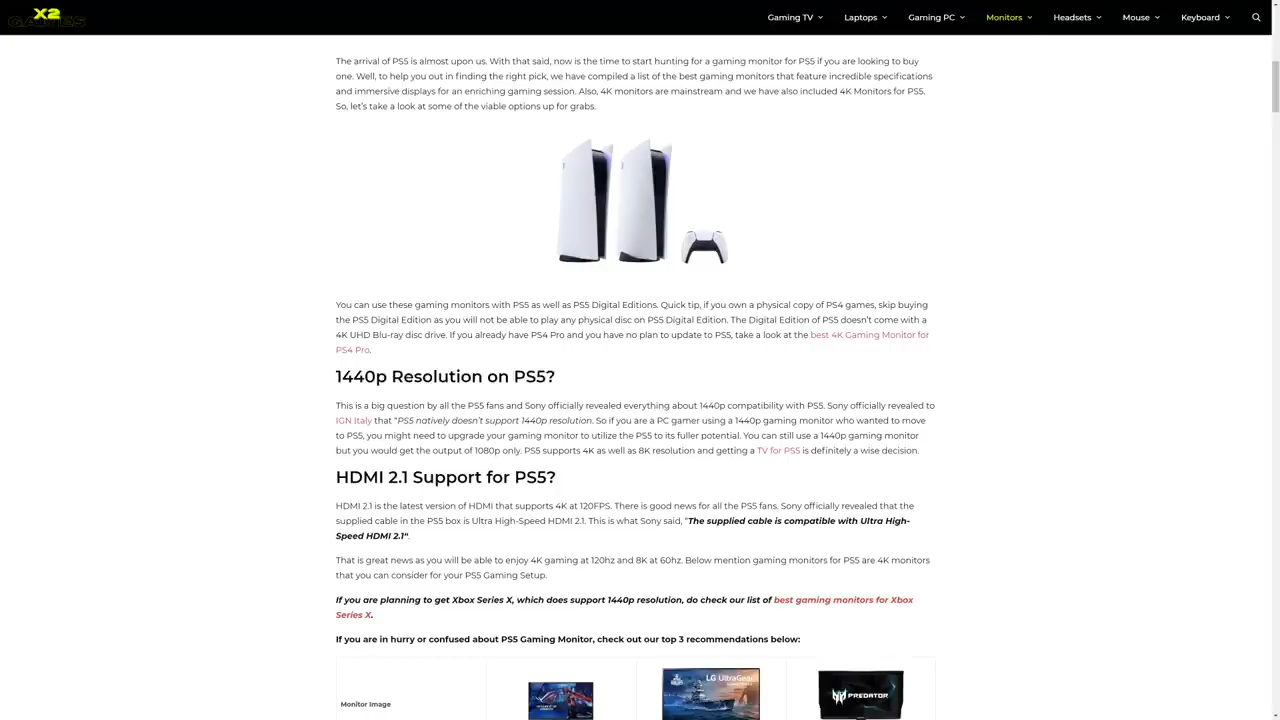 X2
GAMES
Gaming TV
Laptops
Gaming PC
Monitors
Headsets
Mouse
Keyboard
The arrival of PS5 is almost upon us. With that said, now is the time to start hunting for a gaming monitor for PS5 if you are looking to buy
one. Well, to help you out in finding the right pick, we have compiled a list of the best gaming monitors that feature incredible specifications
and immersive displays for an enriching gaming session. Also, 4K monitors are mainstream and we have also included 4K Monitors for PS5.
So, let's take a look at some of the viable options up for grabs.
You can use these gaming monitors with PS5 as well as PS5 Digital Editions. Quick tip, if you own a physical copy of PS4 games, skip buying
the PS5 Digital Edition as you will not be able to play any physical disc on PS5 Digital Edition. The Digital Edition of PS5 doesn't come with a
4K UHD Blu-ray disc drive. If you already have PS4 Pro and you have no plan to update to PS5, take a look at the best 4K Gaming Monitor for
PS4 Pro.
1440p Resolution on PS5?
This is a big question by all the PS5 fans and Sony officially revealed everything about 1440p compatibility with PS5. Sony officially revealed to
IGN Italy that "PS5 natively doesn't support 1440p resolution. So if you are a PC gamer using a 1440p gaming monitor who wanted to move
to PS5, you might need to upgrade your gaming monitor to utilize the PS5 to its fuller potential. You can still use a 1440p gaming monitor
but you would get the output of 1080p only. PS5 supports 4K as well as 8K resolution and getting a TV for PS5 is definitely a wise decision.
HDMI 2.1 Support for PS5?
HDMI 2.1 is the latest version of HDMI that supports 4K at 120FPS. There is good news for all the PS5 fans. Sony officially revealed that the
supplied cable in the PS5 box is Ultra High-Speed HDMI 2.1. This is what Sony said, "The supplied cable is compatible with Ultra High-
Speed HDMI 2.1".
That is great news as you will be able to enjoy 4K gaming at 120hz and 8K at 60hz. Below mention gaming monitors for PS5 are 4K monitors
that you can consider for your PS5 Gaming Setup.
If you are planning to get Xbox Series X, which does support 1440p resolution, do check our list of best gaming monitors for Xbox
Series X.
If you are in hurry or confused about PS5 Gaming Monitor, check out our top 3 recommendations below:
Monitor Image
LG UltraGear
PREDATOR